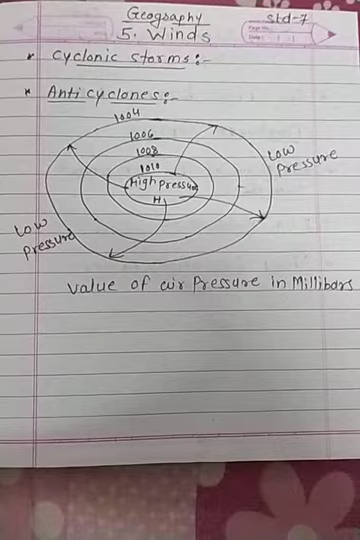 Geography
Std-7
5. Winds
Cyclonic storms:-
Anticyclones:-
1004
1006
1008
1010
High pressure
H
Low
Pressure
Low
Pressure
value of air Pressure in Millibars